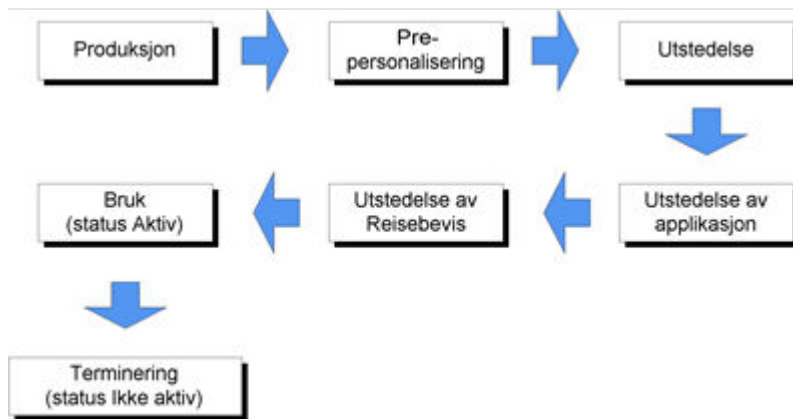 Produksjon
Pre-
personalisering
Utstedelse
Utstedelse av
applikasjon
Utstedelse av
Reisebevis
Bruk
(status Aktiv)
Terminering
(status Ikke aktiv)